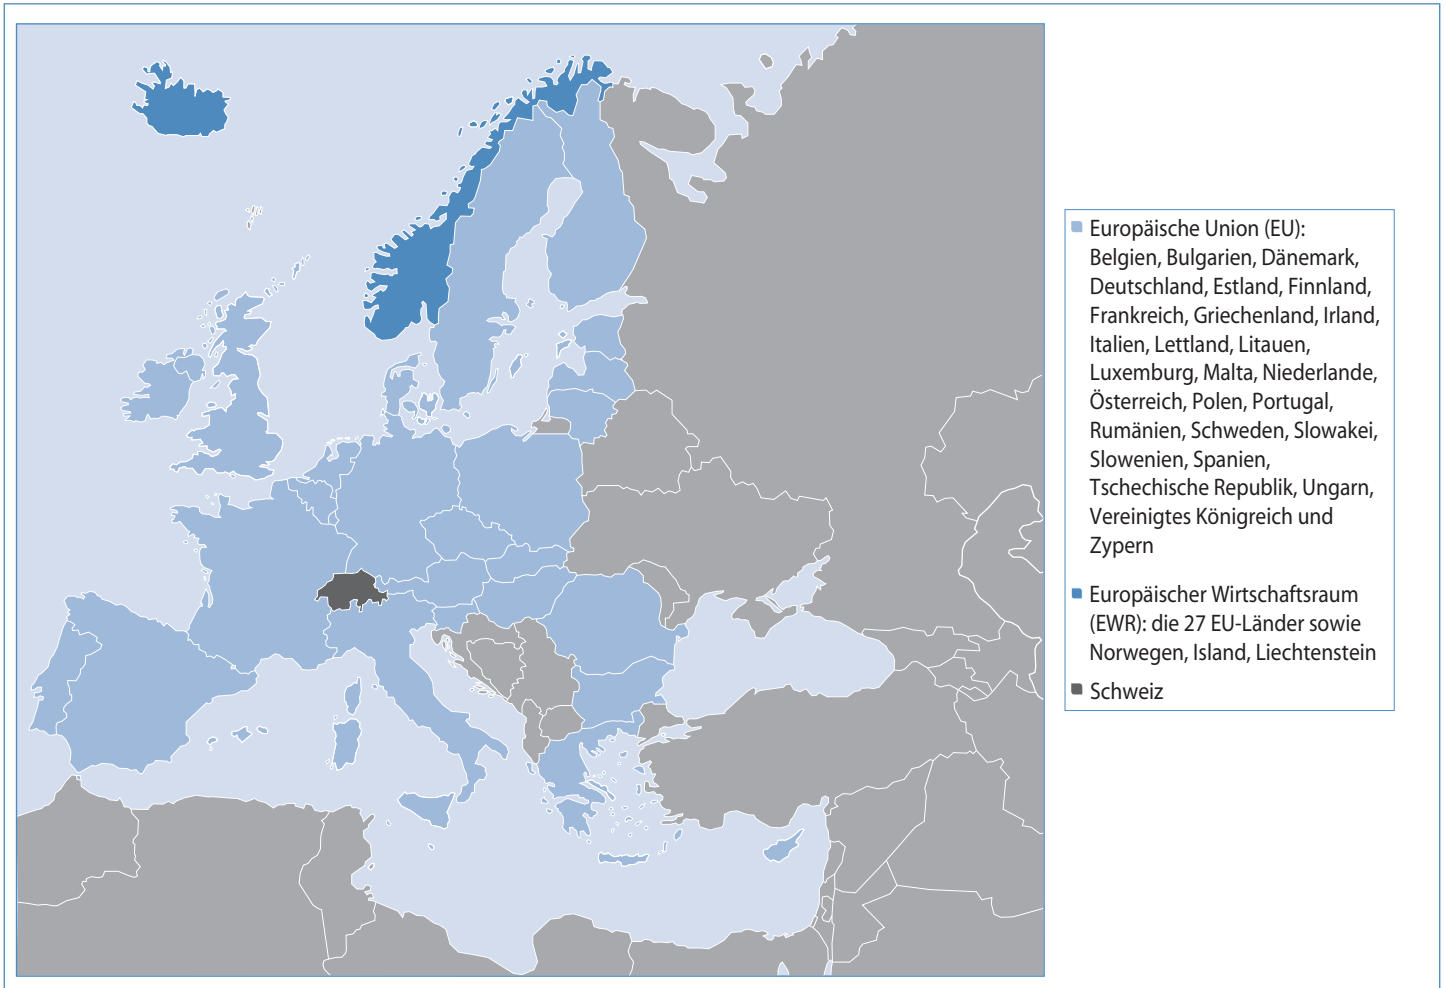 Europäische Union (EU):
Belgien, Bulgarien, Dänemark,
Deutschland, Estland, Finnland,
Frankreich, Griechenland, Irland,
Italien, Lettland, Litauen,
Luxemburg, Malta, Niederlande,
Österreich, Polen, Portugal,
Rumänien, Schweden, Slowakei,
Slowenien, Spanien,
Tschechische Republik, Ungarn,
Vereinigtes Königreich und
Zypern
Europäischer Wirtschaftsraum
(EWR): die 27 EU-Länder sowie
Norwegen, Island, Liechtenstein
Schweiz